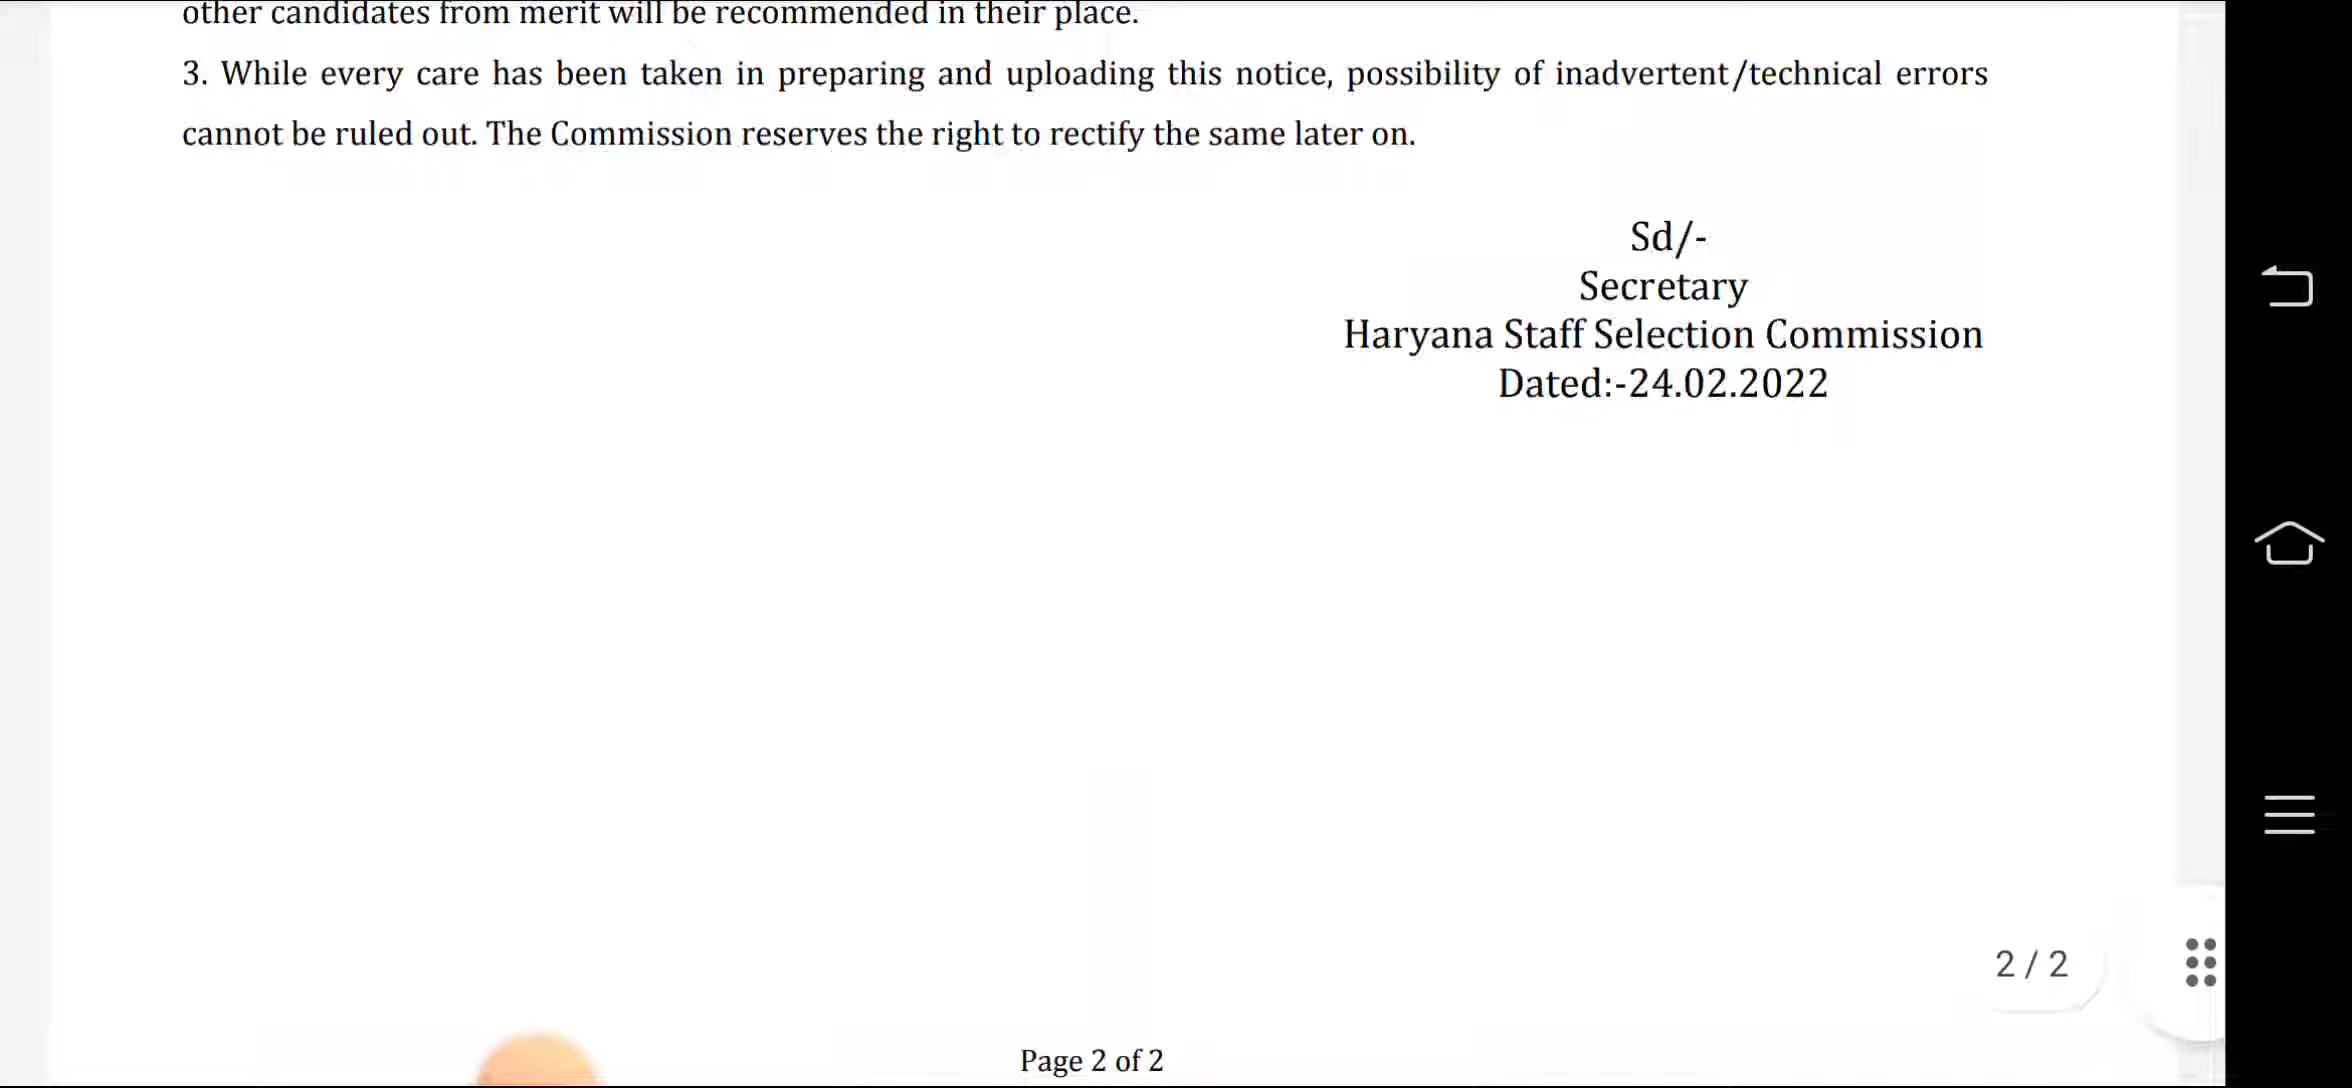 other candidates from merit will be recommended in their place.
3. While every care has been taken in preparing and uploading this notice, possibility of inadvertent/technical errors
cannot be ruled out. The Commission reserves the right to rectify the same later on.
Sd/-
Secretary
Haryana Staff Selection Commission
Dated:-24.02.2022
2 / 2
Page 2 of 2